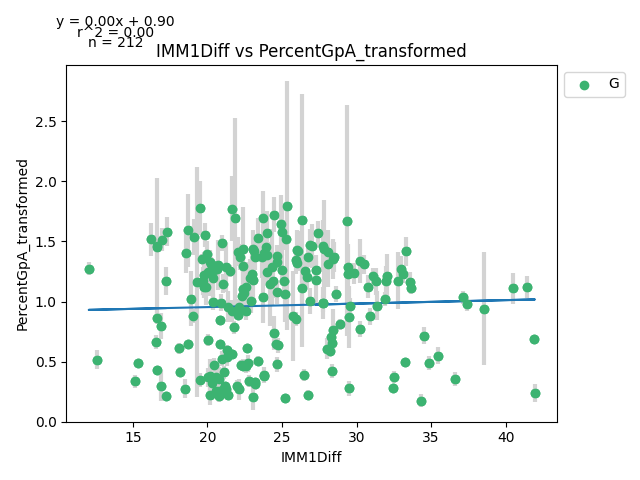 y = 0.00x + 0.90
r^2 = 0.00
n = 212
IMM1Diff vs PercentGpA_transformed
G
PercentGpA_transformed
2.5
2.0
1.5
1.0
0.5
0.0
15 20 25 30 35 40
IMM1Diff